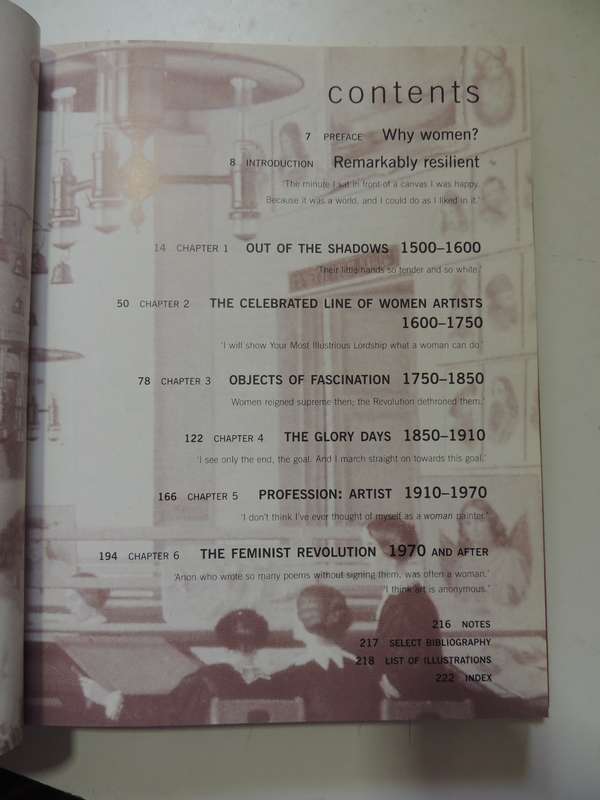 contents
7 PREFACE Why women?
8 INTRODUCTION Remarkably resilient
'The minute I sat in front of a canvas I was happy.
Because it was a world, and I could do as I liked in it.'
14 CHAPTER 1 OUT OF THE SHADOWS 1500–1600
'Their little hands so tender and so white.'
50 CHAPTER 2 THE CELEBRATED LINE OF WOMEN ARTISTS
1600–1750
'I will show Your Most Illustrious Lordship what a woman can do.'
78 CHAPTER 3 OBJECTS OF FASCINATION 1750–1850
'Women reigned supreme then; the Revolution dethroned them.'
122 CHAPTER 4 THE GLORY DAYS 1850–1910
'I see only the end, the goal. And I march straight on towards this goal.'
166 CHAPTER 5 PROFESSION: ARTIST 1910–1970
'I don't think I've ever thought of myself as a woman painter.'
194 CHAPTER 6 THE FEMINIST REVOLUTION 1970 AND AFTER
'Anon who wrote so many poems without signing them, was often a woman.'
'I think art is anonymous.'
216 NOTES
217 SELECT BIBLIOGRAPHY
218 LIST OF ILLUSTRATIONS
222 INDEX